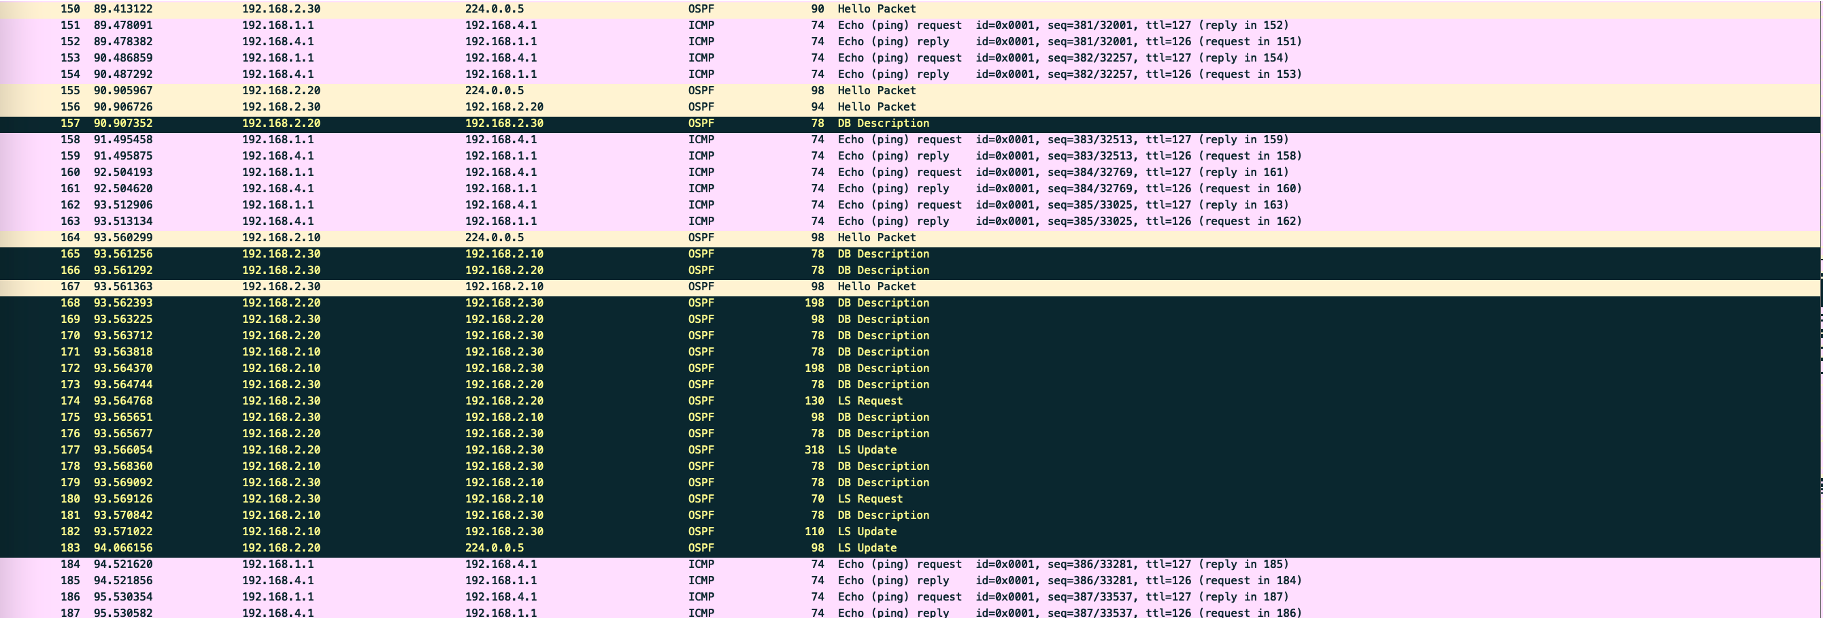 150 89.413122 192.168.2.30 224.0.0.5 OSPF 90 Hello Packet
151 89.478091 192.168.1.1 192.168.4.1 ICMP 74 Echo (ping) request id=0x0001, seq=381/32001, ttl=127 (reply in 152)
152 89.478382 192.168.4.1 192.168.1.1 ICMP 74 Echo (ping) reply id=0x0001, seq=381/32001, ttl=126 (request in 151)
153 90.486859 192.168.1.1 192.168.4.1 ICMP 74 Echo (ping) request id=0x0001, seq=382/32257, ttl=127 (reply in 154)
154 90.487292 192.168.4.1 192.168.1.1 ICMP 74 Echo (ping) reply id=0x0001, seq=382/32257, ttl=126 (request in 153)
155 90.905967 192.168.2.20 224.0.0.5 OSPF 98 Hello Packet
156 90.906726 192.168.2.30 192.168.2.20 OSPF 94 Hello Packet
157 90.907352 192.168.2.20 192.168.2.30 OSPF 78 DB Description
158 91.495458 192.168.1.1 192.168.4.1 ICMP 74 Echo (ping) request id=0x0001, seq=383/32513, ttl=127 (reply in 159)
159 91.495875 192.168.4.1 192.168.1.1 ICMP 74 Echo (ping) reply id=0x0001, seq=383/32513, ttl=126 (request in 158)
160 92.504193 192.168.1.1 192.168.4.1 ICMP 74 Echo (ping) request id=0x0001, seq=384/32769, ttl=127 (reply in 161)
161 92.504620 192.168.4.1 192.168.1.1 ICMP 74 Echo (ping) reply id=0x0001, seq=384/32769, ttl=126 (request in 160)
162 93.512906 192.168.1.1 192.168.4.1 ICMP 74 Echo (ping) request id=0x0001, seq=385/33025, ttl=127 (reply in 163)
163 93.513134 192.168.4.1 192.168.1.1 ICMP 74 Echo (ping) reply id=0x0001, seq=385/33025, ttl=126 (request in 162)
164 93.560299 192.168.2.10 224.0.0.5 OSPF 98 Hello Packet
165 93.561256 192.168.2.30 192.168.2.10 OSPF 78 DB Description
166 93.561292 192.168.2.30 192.168.2.20 OSPF 78 DB Description
167 93.561363 192.168.2.30 192.168.2.10 OSPF 98 Hello Packet
168 93.562393 192.168.2.20 192.168.2.30 OSPF 198 DB Description
169 93.563225 192.168.2.30 192.168.2.20 OSPF 98 DB Description
170 93.563712 192.168.2.20 192.168.2.30 OSPF 78 DB Description
171 93.563818 192.168.2.10 192.168.2.30 OSPF 78 DB Description
172 93.564370 192.168.2.10 192.168.2.30 OSPF 198 DB Description
173 93.564744 192.168.2.30 192.168.2.20 OSPF 78 DB Description
174 93.564768 192.168.2.30 192.168.2.20 OSPF 130 LS Request
175 93.565651 192.168.2.30 192.168.2.10 OSPF 98 DB Description
176 93.565677 192.168.2.20 192.168.2.30 OSPF 78 DB Description
177 93.566054 192.168.2.20 192.168.2.30 OSPF 318 LS Update
178 93.568360 192.168.2.10 192.168.2.30 OSPF 78 DB Description
179 93.569092 192.168.2.30 192.168.2.10 OSPF 78 DB Description
180 93.569126 192.168.2.30 192.168.2.10 OSPF 70 LS Request
181 93.570842 192.168.2.10 192.168.2.30 OSPF 78 DB Description
182 93.571022 192.168.2.10 192.168.2.30 OSPF 110 LS Update
183 94.066156 192.168.2.20 224.0.0.5 OSPF 98 LS Update
184 94.521620 192.168.1.1 192.168.4.1 ICMP 74 Echo (ping) request id=0x0001, seq=386/33281, ttl=127 (reply in 185)
185 94.521856 192.168.4.1 192.168.1.1 ICMP 74 Echo (ping) reply id=0x0001, seq=386/33281, ttl=126 (request in 184)
186 95.530354 192.168.1.1 192.168.4.1 ICMP 74 Echo (ping) request id=0x0001, seq=387/33537, ttl=127 (reply in 187)
187 95.530582 192.168.4.1 192.168.1.1 ICMP 74 Echo (ping) reply id=0x0001, seq=387/33537, ttl=126 (request in 186)